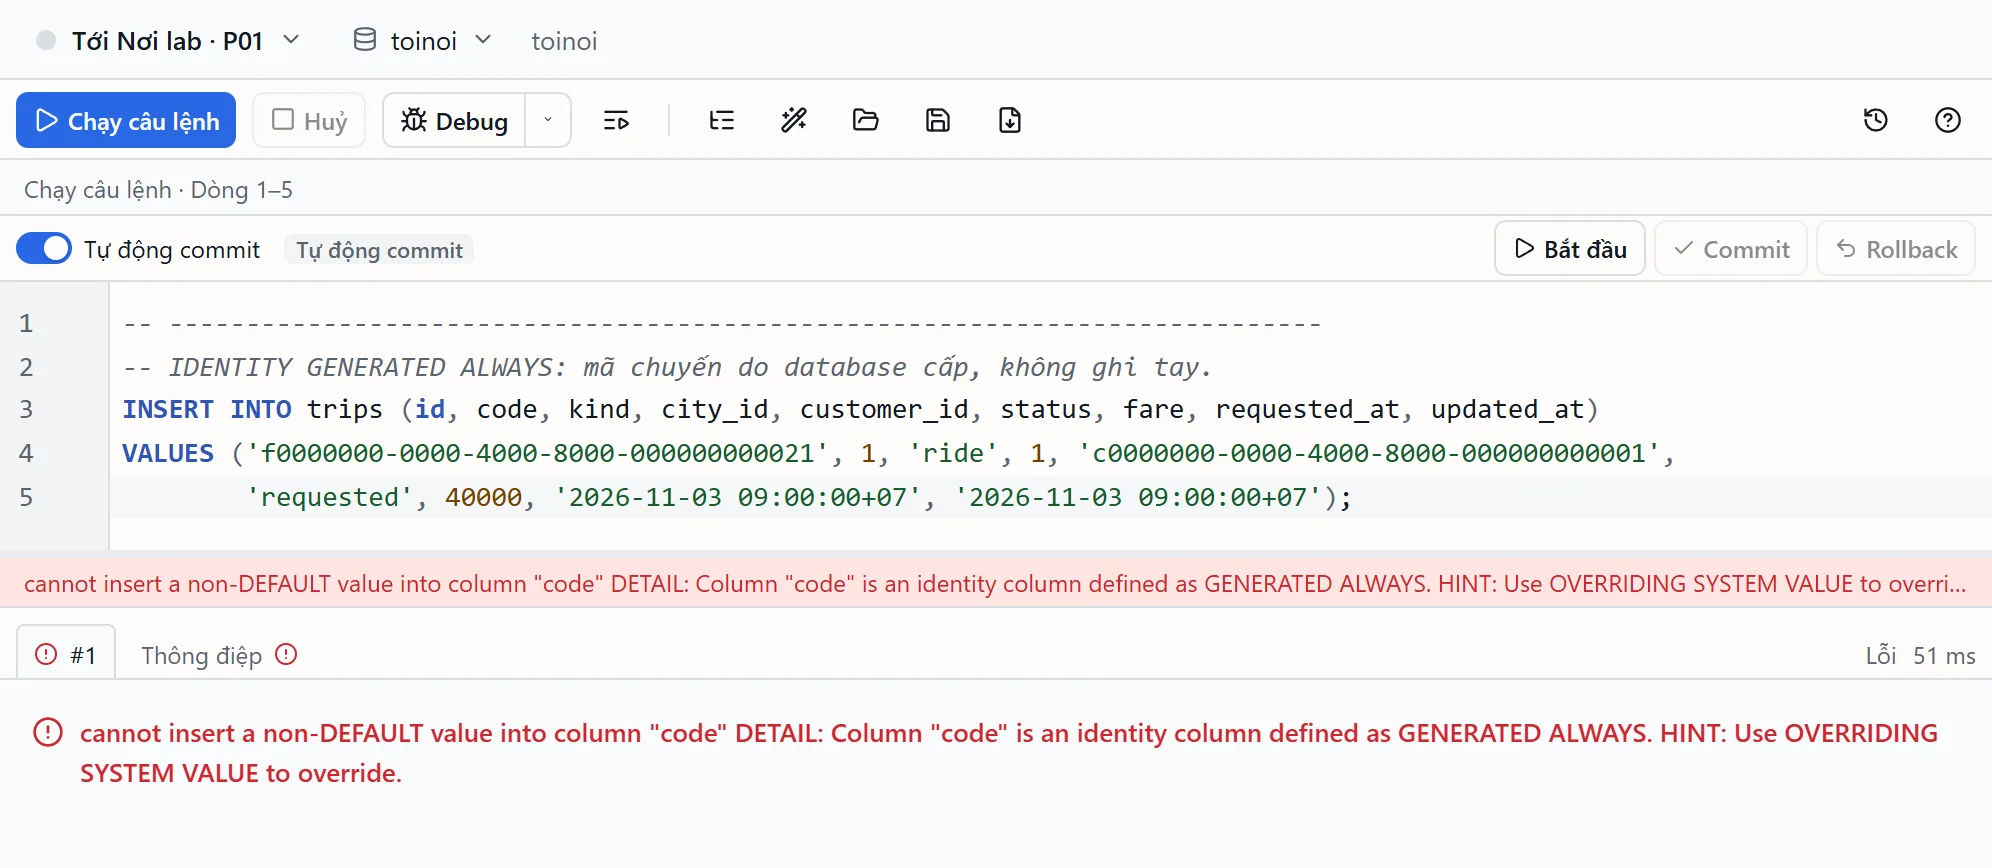 Tới Nơi lab · P01 toinoi toinoi
Chạy câu lệnh Huỷ Debug
Chạy câu lệnh · Dòng 1–5
Tự động commit Tự động commit Bắt đầu Commit Rollback
1 -- ---------------------------------------------------------------------------
2 -- IDENTITY GENERATED ALWAYS: mã chuyến do database cấp, không ghi tay.
3 INSERT INTO trips (id, code, kind, city_id, customer_id, status, fare, requested_at, updated_at)
4 VALUES ('f0000000-0000-4000-8000-000000000021', 1, 'ride', 1, 'c0000000-0000-4000-8000-000000000001',
5 'requested', 40000, '2026-11-03 09:00:00+07', '2026-11-03 09:00:00+07');
cannot insert a non-DEFAULT value into column "code" DETAIL: Column "code" is an identity column defined as GENERATED ALWAYS. HINT: Use OVERRIDING SYSTEM VALUE to overri...
#1 Thông điệp Lỗi 51 ms
cannot insert a non-DEFAULT value into column "code" DETAIL: Column "code" is an identity column defined as GENERATED ALWAYS. HINT: Use OVERRIDING
SYSTEM VALUE to override.